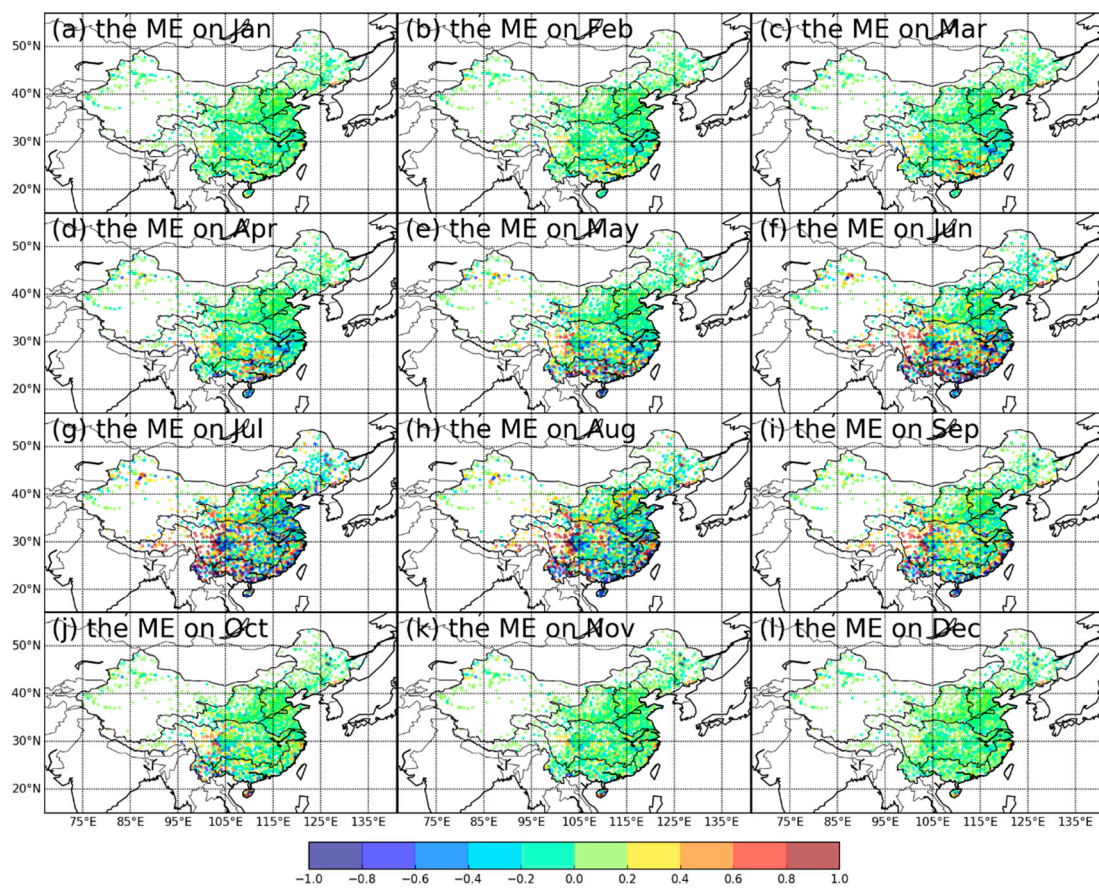 (a) the ME on Jan
(b) the ME on Feb
(c) the ME on Mar
50°N
40°N
30°N
20°N
(d) the ME on Apr
(e) the ME on May
(f) the ME on Jun
50°N
40°N
30°N
20°N
(g) the ME on Jul
(h) the ME on Aug
(i) the ME on Sep
50°N
40°N
30°N
20°N
(j) the ME on Oct
(k) the ME on Nov
(l) the ME on Dec
50°N
40°N
30°N
20°N
75°E 85°E 95°E 105°E 115°E 125°E 135°E 75°E 85°E 95°E 105°E 115°E 125°E 135°E 75°E 85°E 95°E 105°E 115°E 125°E 135°E
−1.0 −0.8 −0.6 −0.4 −0.2 0.0 0.2 0.4 0.6 0.8 1.0